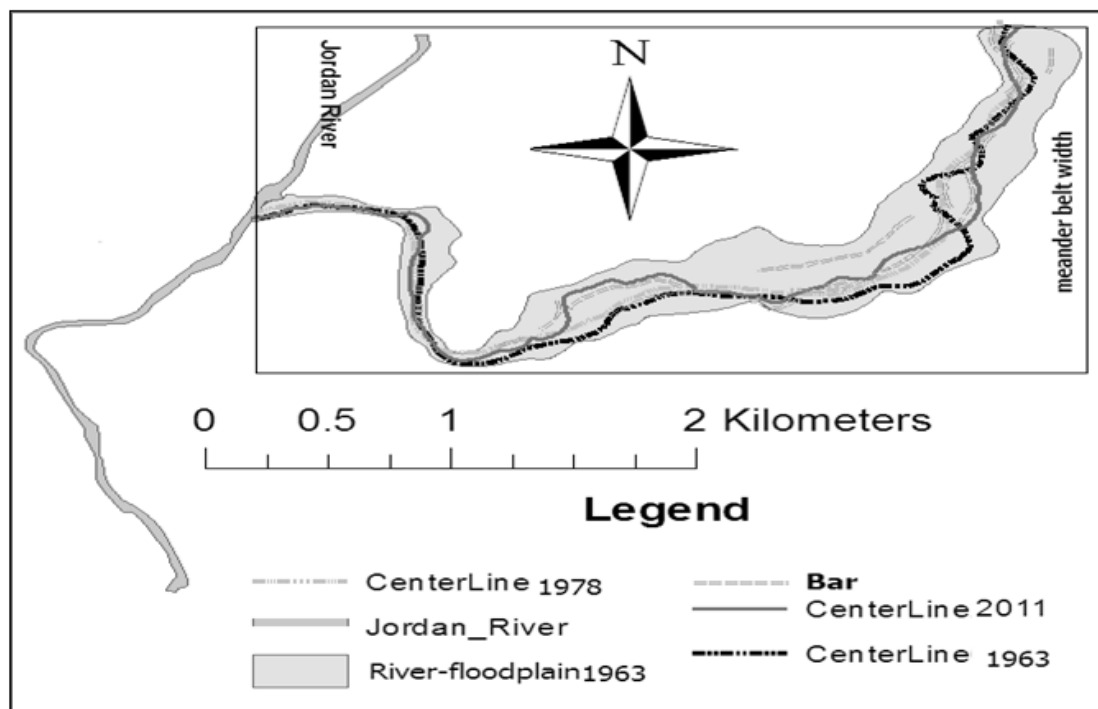 Jordan River
N
meander belt width
0 0.5 1 2 Kilometers
Legend
CenterLine 1978
Jordan_River
River-floodplain1963
Bar
CenterLine 2011
CenterLine 1963